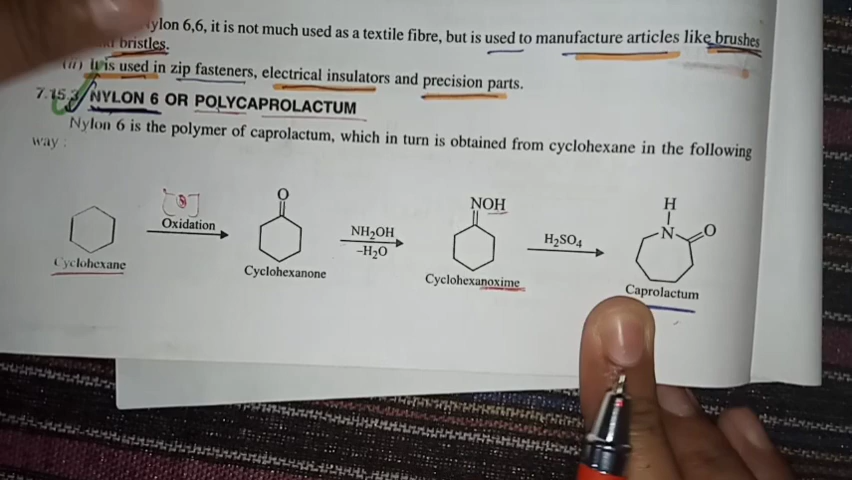 ylon 6,6, it is not much used as a textile fibre, but is used to manufacture articles like brushes
bristles.
(ii) It is used in zip fasteners, electrical insulators and precision parts.
7.15.3 NYLON 6 OR POLYCAPROLACTUM
Nylon 6 is the polymer of caprolactum, which in turn is obtained from cyclohexane in the following
way :
Cyclohexane
[O]
Oxidation
O
Cyclohexanone
NH₂OH
−H₂O
NOH
Cyclohexanoxime
H₂SO₄
H
N
O
Caprolactum